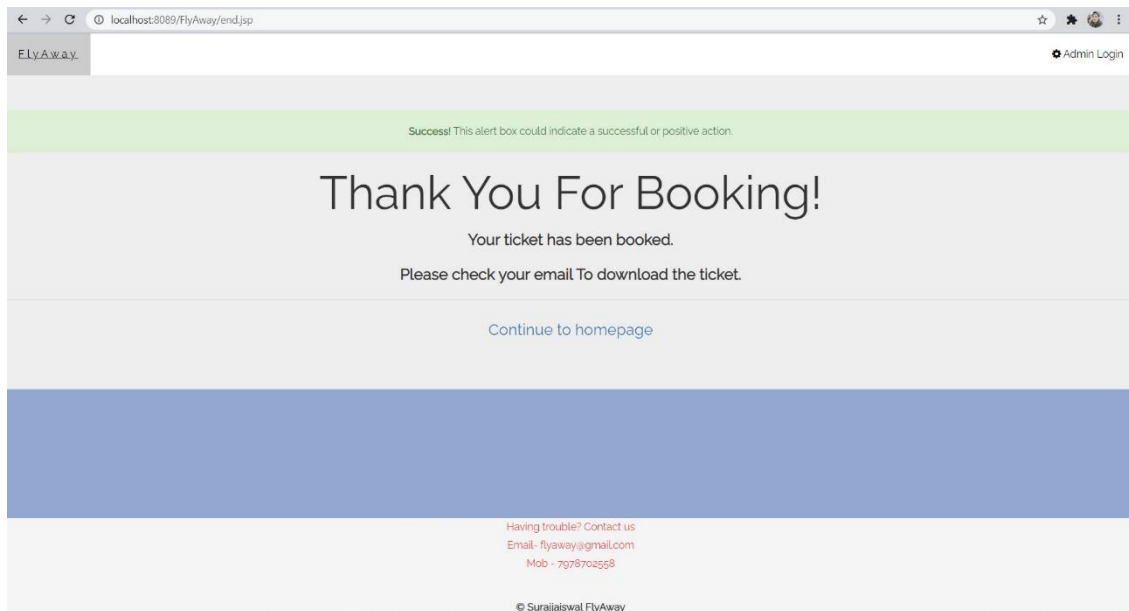 localhost:8089/FlyAway/end.jsp
FlyAway
Admin Login
Success! This alert box could indicate a successful or positive action.
Thank You For Booking!
Your ticket has been booked.
Please check your email To download the ticket.
Continue to homepage
Having trouble? Contact us
Email- flyaway@gmail.com
Mob - 7978702558
© Surajjaiswal FlyAway